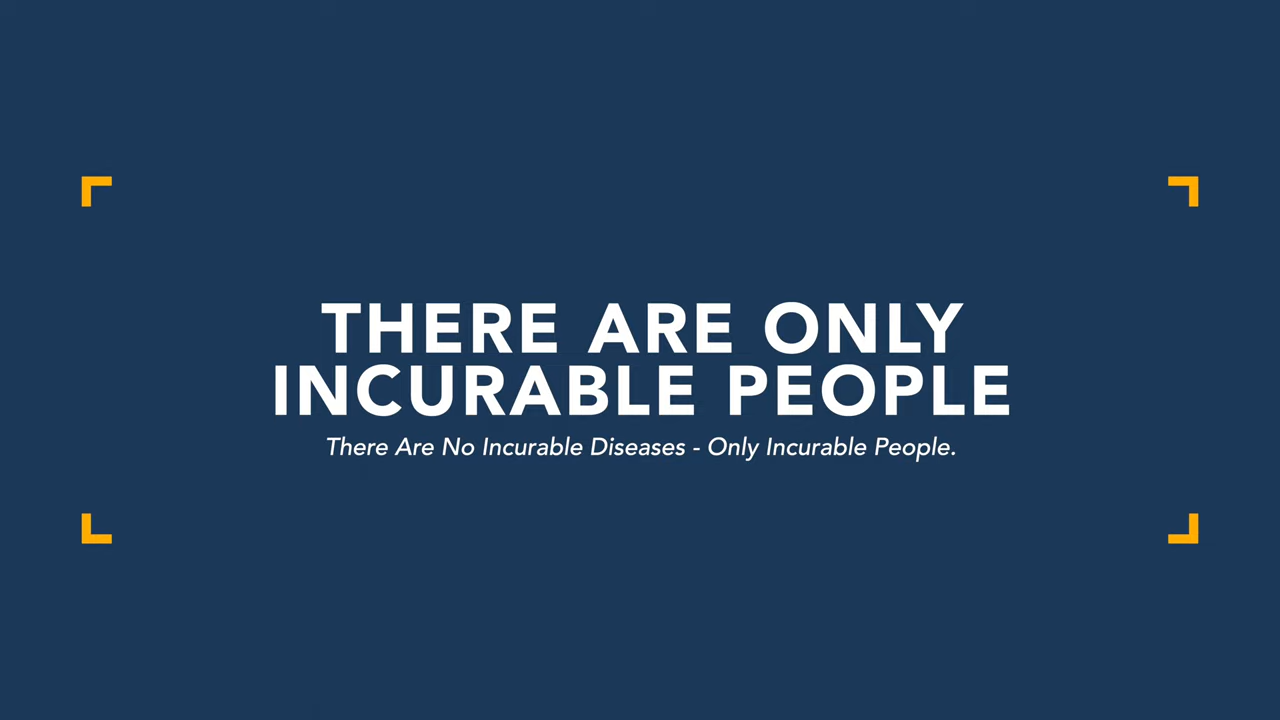 THERE ARE ONLY
INCURABLE PEOPLE
There Are No Incurable Diseases - Only Incurable People.